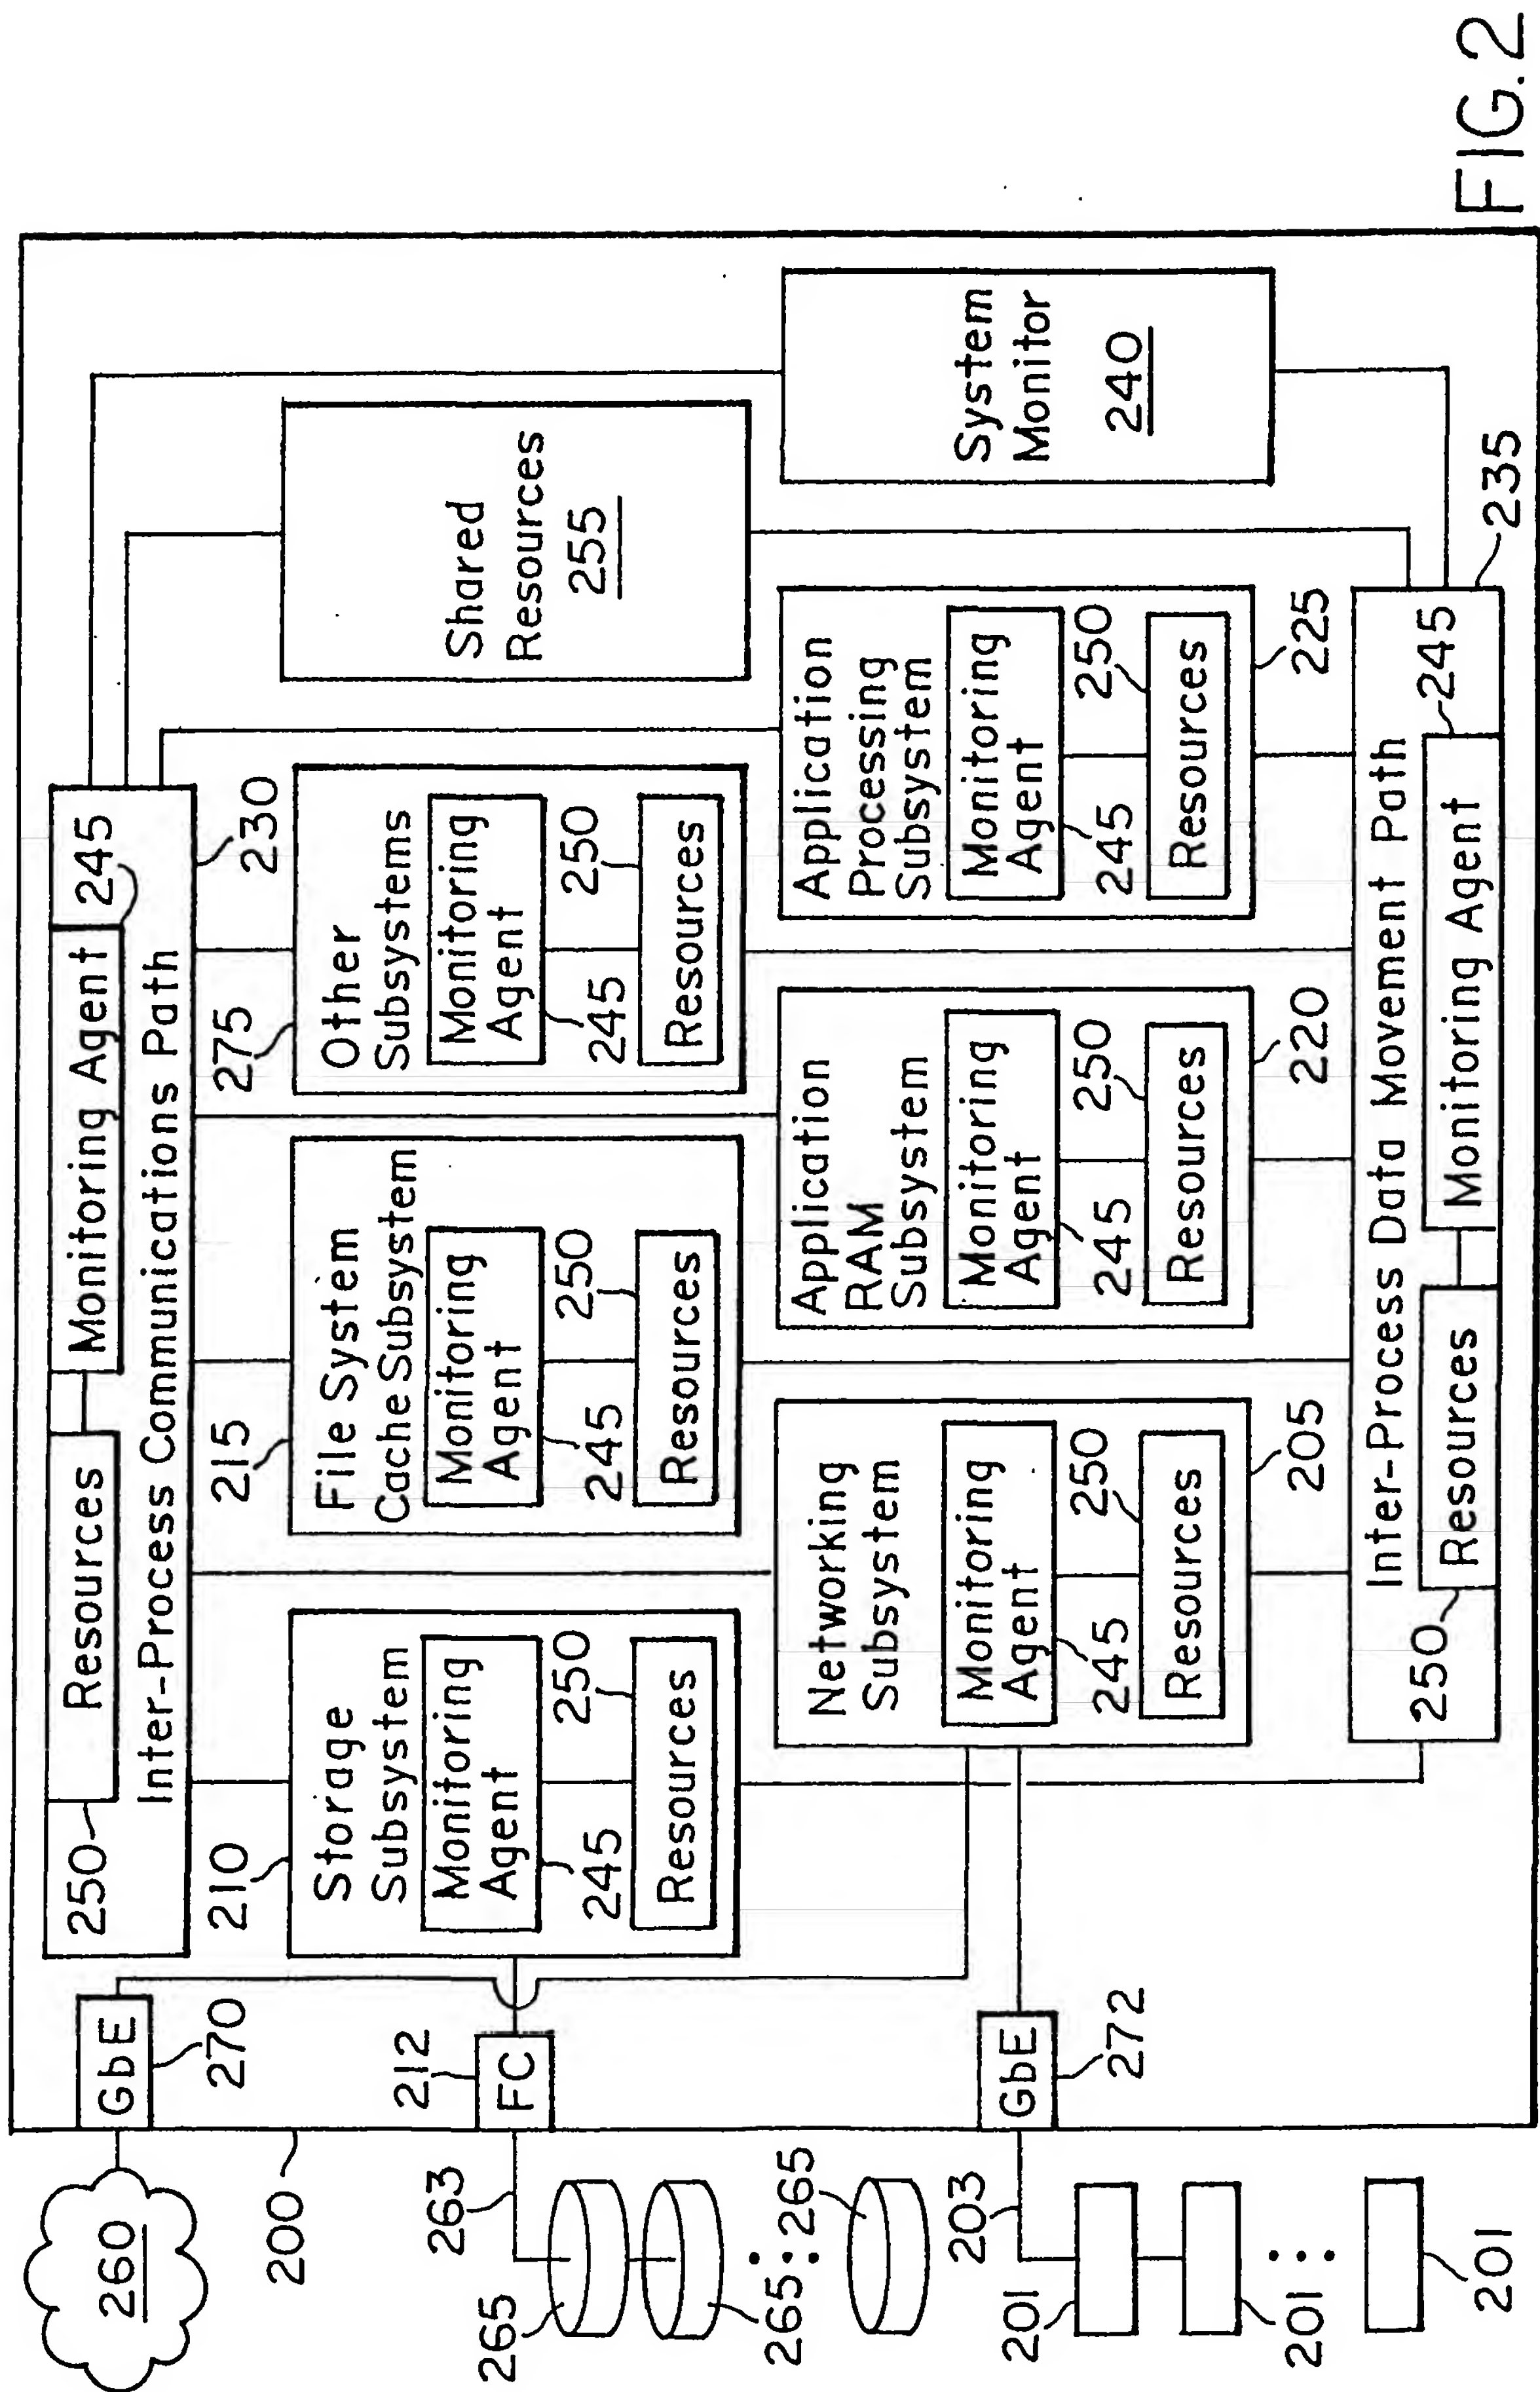 260
GbE
270
200
250
Resources
Monitoring Agent
245
Inter-Process Communications Path
230
210
Storage
Subsystem
Monitoring
Agent
245
250
Resources
215
File System
Cache Subsystem
Monitoring
Agent
245
250
Resources
275
Other
Subsystems
Monitoring
Agent
245
250
Resources
Shared
Resources
255
212
FC
263
265
265
265
Networking
Subsystem
Monitoring
Agent
245
250
Resources
205
Application
RAM
Subsystem
Monitoring
Agent
245
250
Resources
220
Application
Processing
Subsystem
Monitoring
Agent
245
250
Resources
225
System
Monitor
240
GbE
272
203
201
201
201
Inter-Process Data Movement Path
250
Resources
Monitoring Agent
245
235
FIG.2